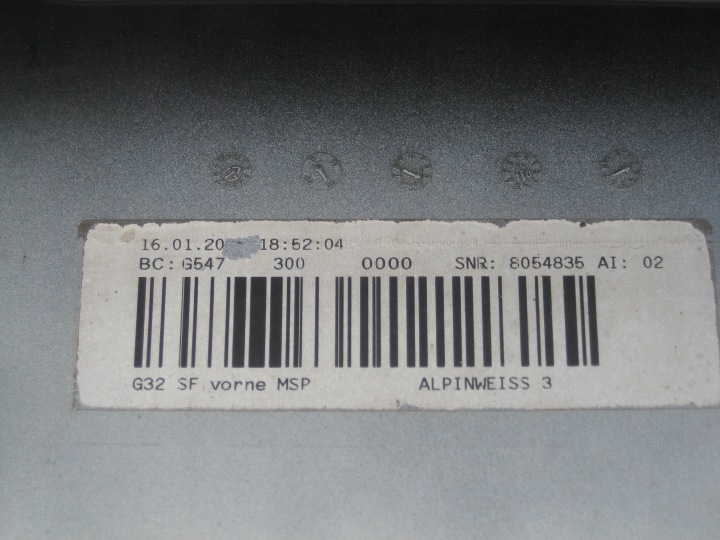 16.01.20 18:52:04
BC: G547 300 0000 SNR: 8054835 AI: 02
G32 SF vorne MSP ALPINWEISS 3